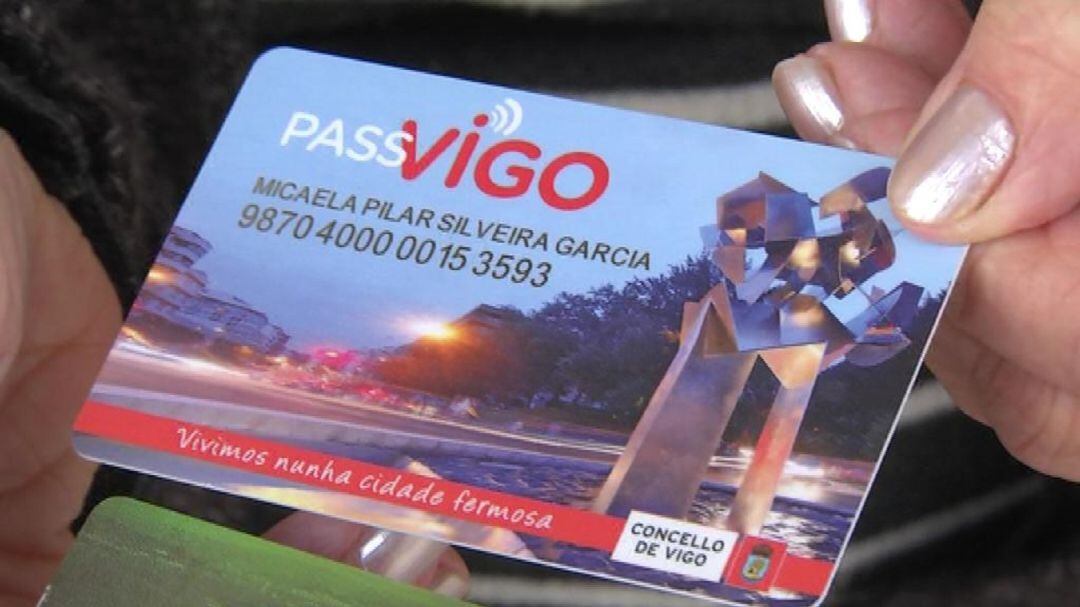 PASSVIGO
MICAELA PILAR SILVEIRA GARCIA
9870 4000 0015 3593
Vivimos nunha cidade fermosa
CONCELLO
DE VIGO